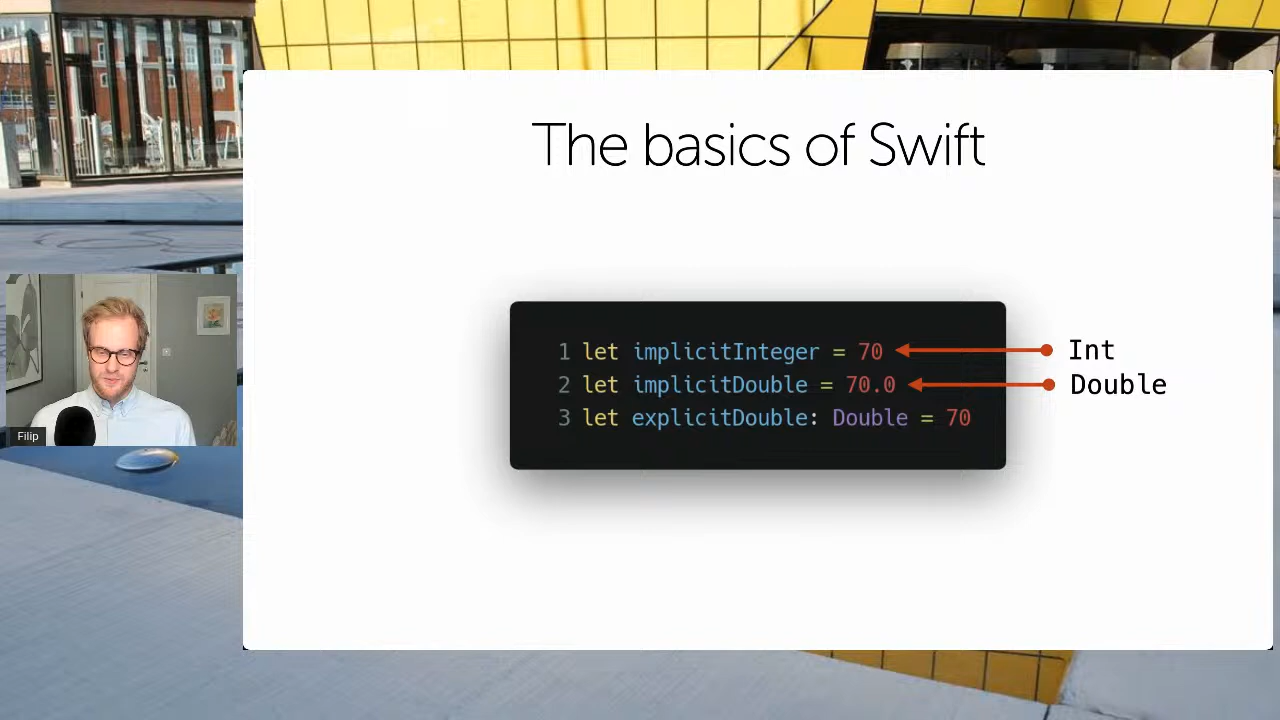 The basics of Swift
1 let implicitInteger = 70
Int
2 let implicitDouble = 70.0
Double
3 let explicitDouble: Double = 70
Filip